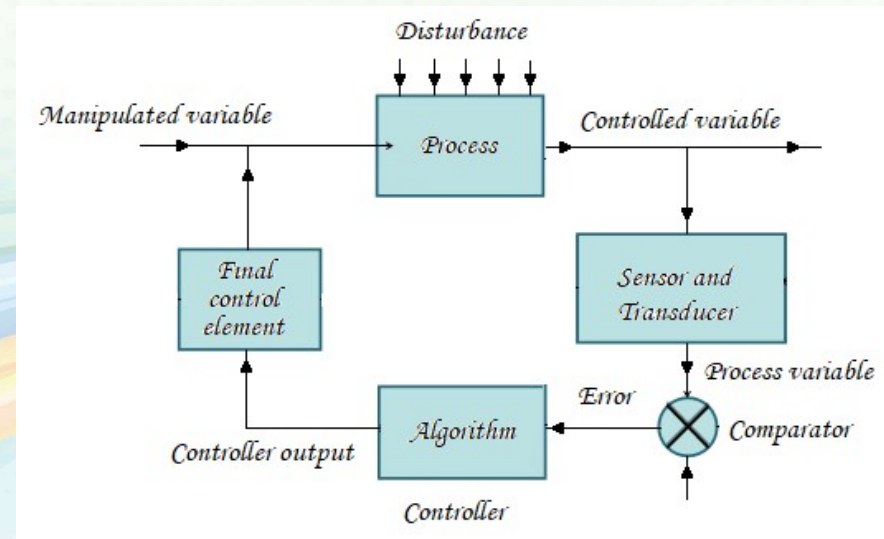 Disturbance
Manipulated variable
Process
Controlled variable
Final
control
element
Sensor and
Transducer
Process variable
Error
Algorithm
Comparator
Controller output
Controller